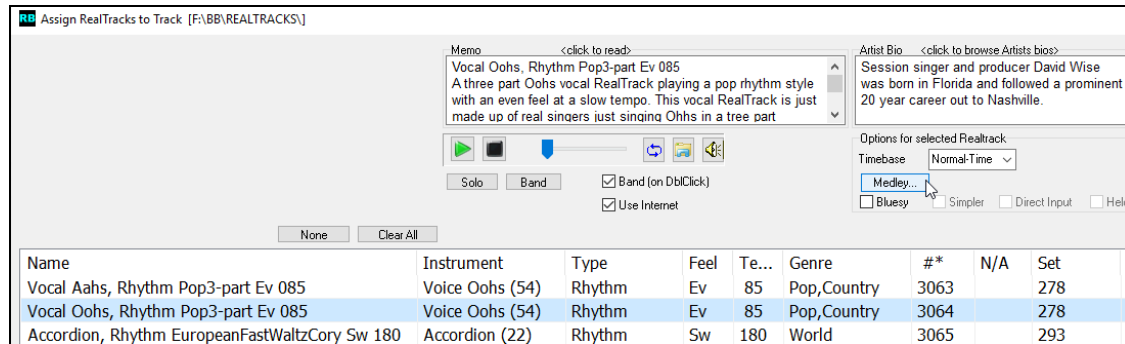 RB Assign RealTracks to Track [F:\BB\REALTRACKS\]
Memo <click to read>
Vocal Oohs, Rhythm Pop3-part Ev 085
A three part Oohs vocal RealTrack playing a pop rhythm style
with an even feel at a slow tempo. This vocal RealTrack is just
made up of real singers just singing Ohhs in a tree part
Artist Bio <click to browse Artists bios>
Session singer and producer David Wise
was born in Florida and followed a prominent
20 year career out to Nashville.
Options for selected Realtrack
Timebase Normal-Time
Medley...
Bluesy Simpler Direct Input Hel
Solo Band Band (on DblClick)
Use Internet
None Clear All
Name Instrument Type Feel Te... Genre #* N/A Set
Vocal Aahs, Rhythm Pop3-part Ev 085 Voice Oohs (54) Rhythm Ev 85 Pop,Country 3063 278
Vocal Oohs, Rhythm Pop3-part Ev 085 Voice Oohs (54) Rhythm Ev 85 Pop,Country 3064 278
Accordion, Rhythm EuropeanFastWaltzCory Sw 180 Accordion (22) Rhythm Sw 180 World 3065 293